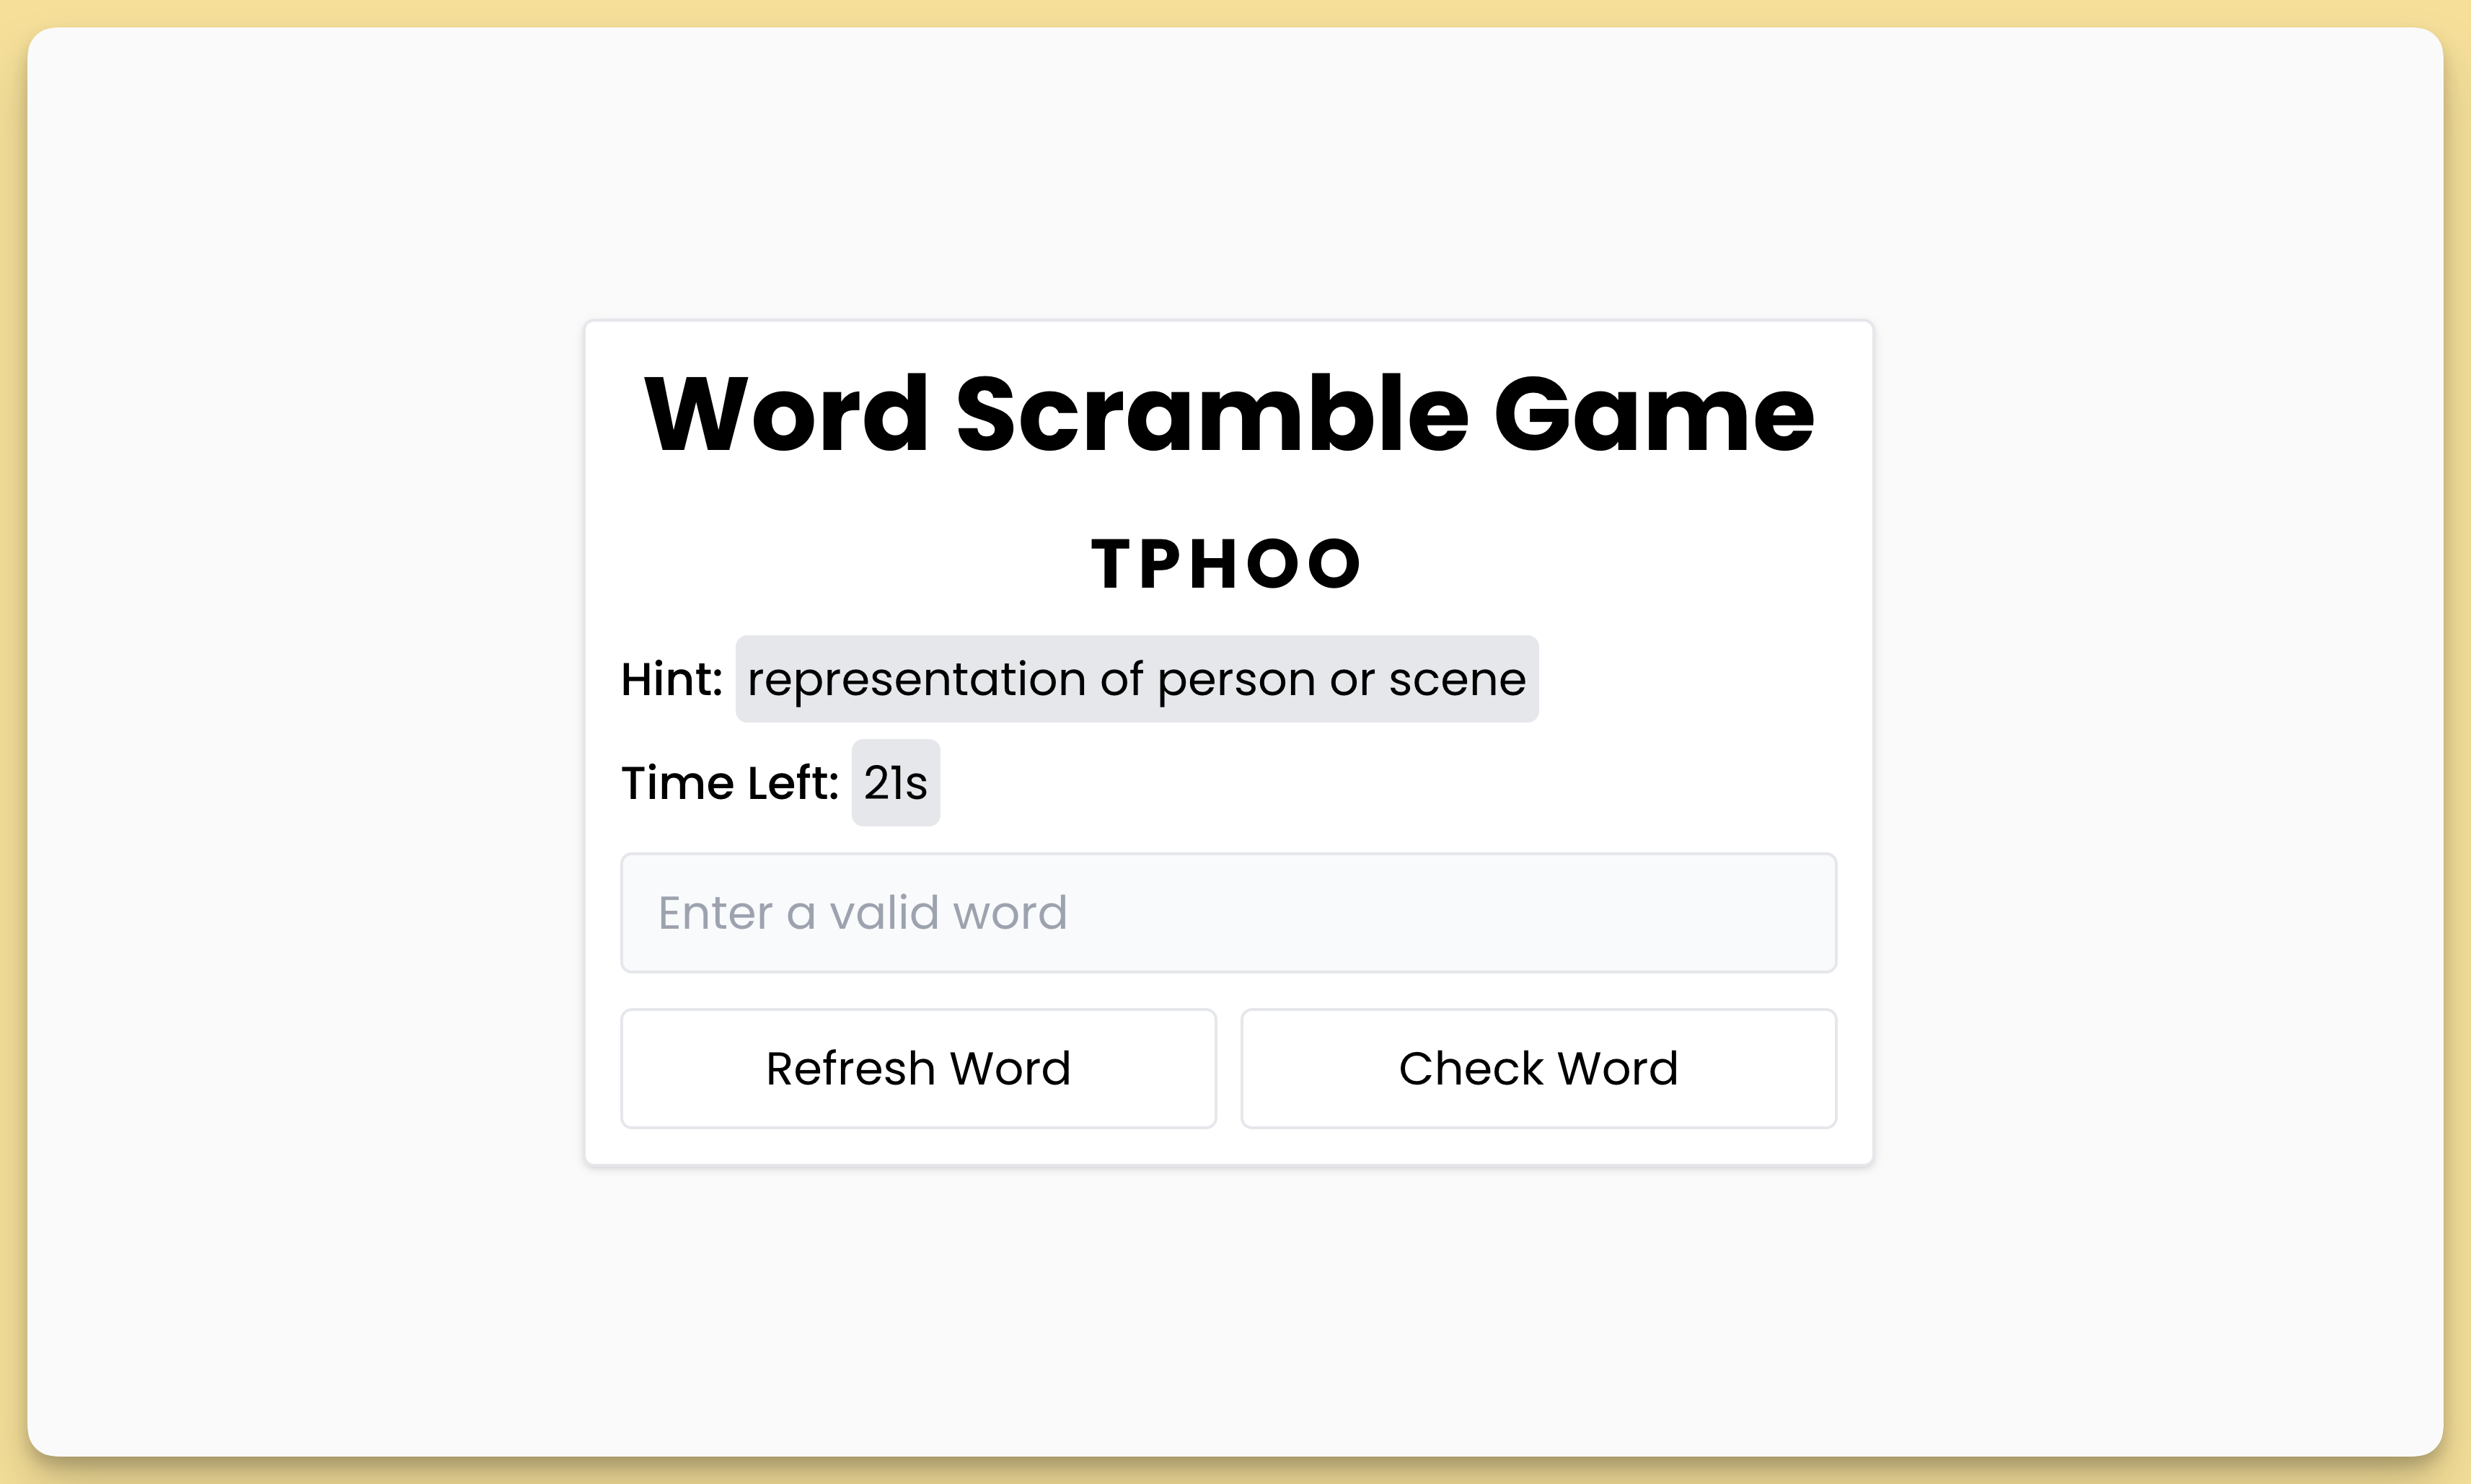 Word Scramble Game
TPHOO
Hint: representation of person or scene
Time Left: 21s
Enter a valid word
Refresh Word Check Word